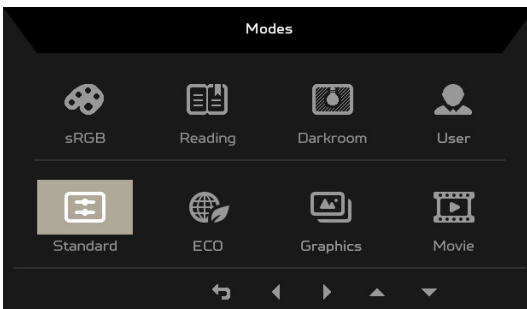 Modes
sRGB Reading Darkroom User
Standard ECO Graphics Movie